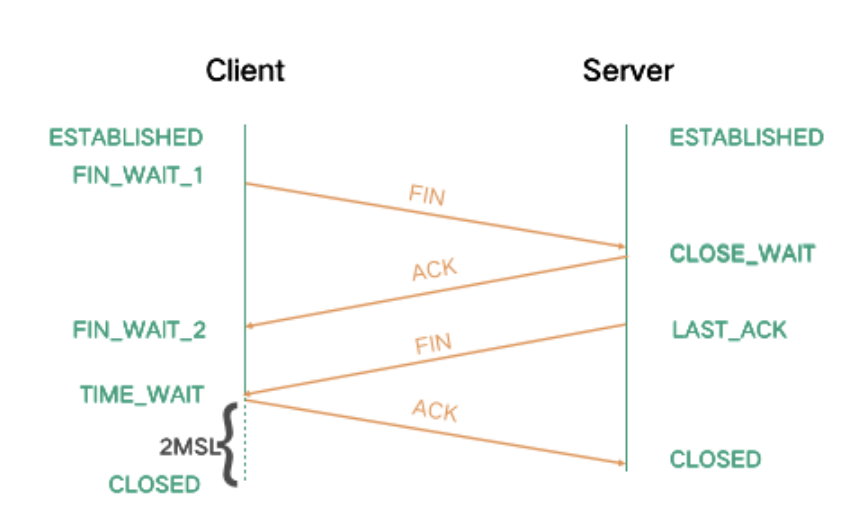 Client
Server
ESTABLISHED
ESTABLISHED
FIN_WAIT_1
FIN
CLOSE_WAIT
ACK
FIN_WAIT_2
LAST_ACK
FIN
TIME_WAIT
ACK
2MSL
CLOSED
CLOSED